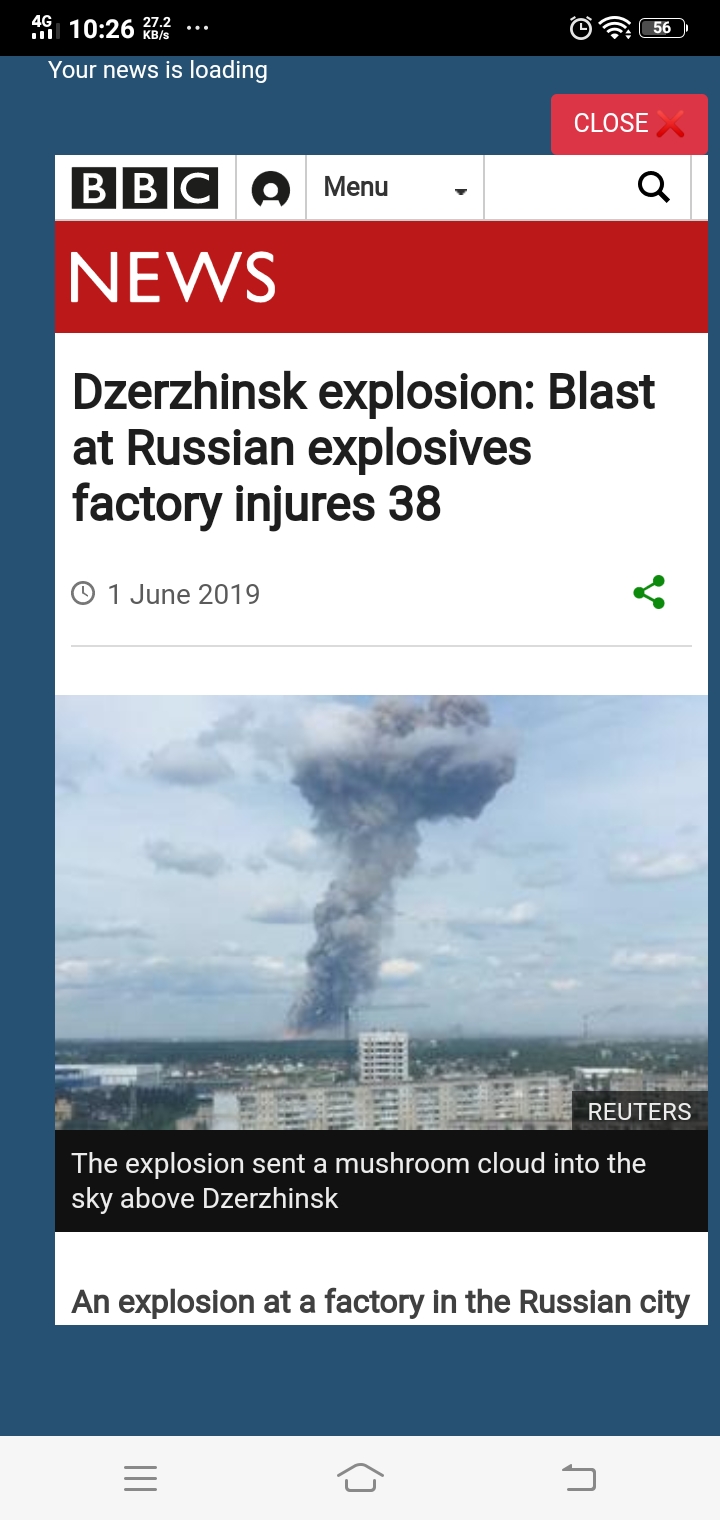 4G 10:26 27.2 KB/s ... 56
Your news is loading
CLOSE ❌
BBC Menu
NEWS
Dzerzhinsk explosion: Blast
at Russian explosives
factory injures 38
1 June 2019
REUTERS
The explosion sent a mushroom cloud into the
sky above Dzerzhinsk
An explosion at a factory in the Russian city